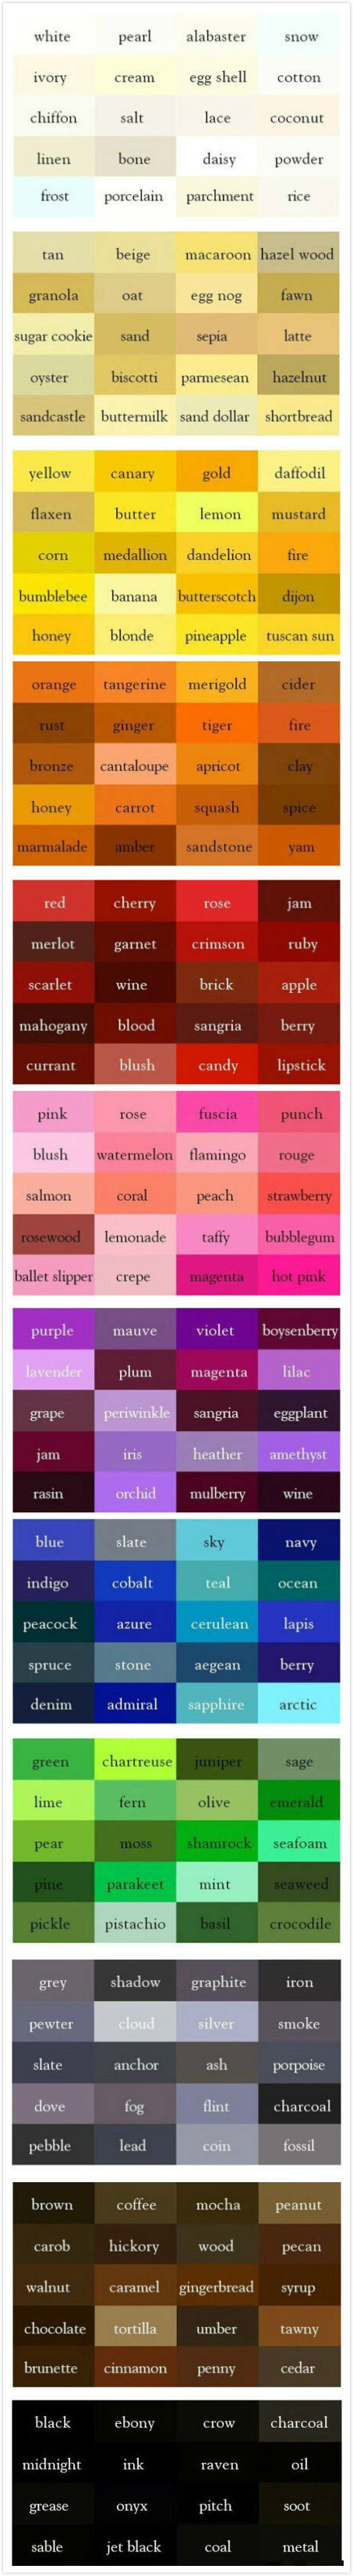 white pearl alabaster snow
ivory cream egg shell cotton
chiffon salt lace coconut
linen bone daisy powder
frost porcelain parchment rice
tan beige macaroon hazel wood
granola oat egg nog fawn
sugar cookie sand sepia latte
oyster biscotti parmesean hazelnut
sandcastle buttermilk sand dollar shortbread
yellow canary gold daffodil
flaxen butter lemon mustard
corn medallion dandelion fire
bumblebee banana butterscotch dijon
honey blonde pineapple tuscan sun
orange tangerine merigold cider
rust ginger tiger fire
bronze cantaloupe apricot clay
honey carrot squash spice
marmalade amber sandstone yam
red cherry rose jam
merlot garnet crimson ruby
scarlet wine brick apple
mahogany blood sangria berry
currant blush candy lipstick
pink rose fuscia punch
blush watermelon flamingo rouge
salmon coral peach strawberry
rosewood lemonade taffy bubblegum
ballet slipper crepe magenta hot pink
purple mauve violet boysenberry
lavender plum magenta lilac
grape periwinkle sangria eggplant
jam iris heather amethyst
rasin orchid mulberry wine
blue slate sky navy
indigo cobalt teal ocean
peacock azure cerulean lapis
spruce stone aegean berry
denim admiral sapphire arctic
green chartreuse juniper sage
lime fern olive emerald
pear moss shamrock seafoam
pine parakeet mint seaweed
pickle pistachio basil crocodile
grey shadow graphite iron
pewter cloud silver smoke
slate anchor ash porpoise
dove fog flint charcoal
pebble lead coin fossil
brown coffee mocha peanut
carob hickory wood pecan
walnut caramel gingerbread syrup
chocolate tortilla umber tawny
brunette cinnamon penny cedar
black ebony crow charcoal
midnight ink raven oil
grease onyx pitch soot
sable jet black coal metal